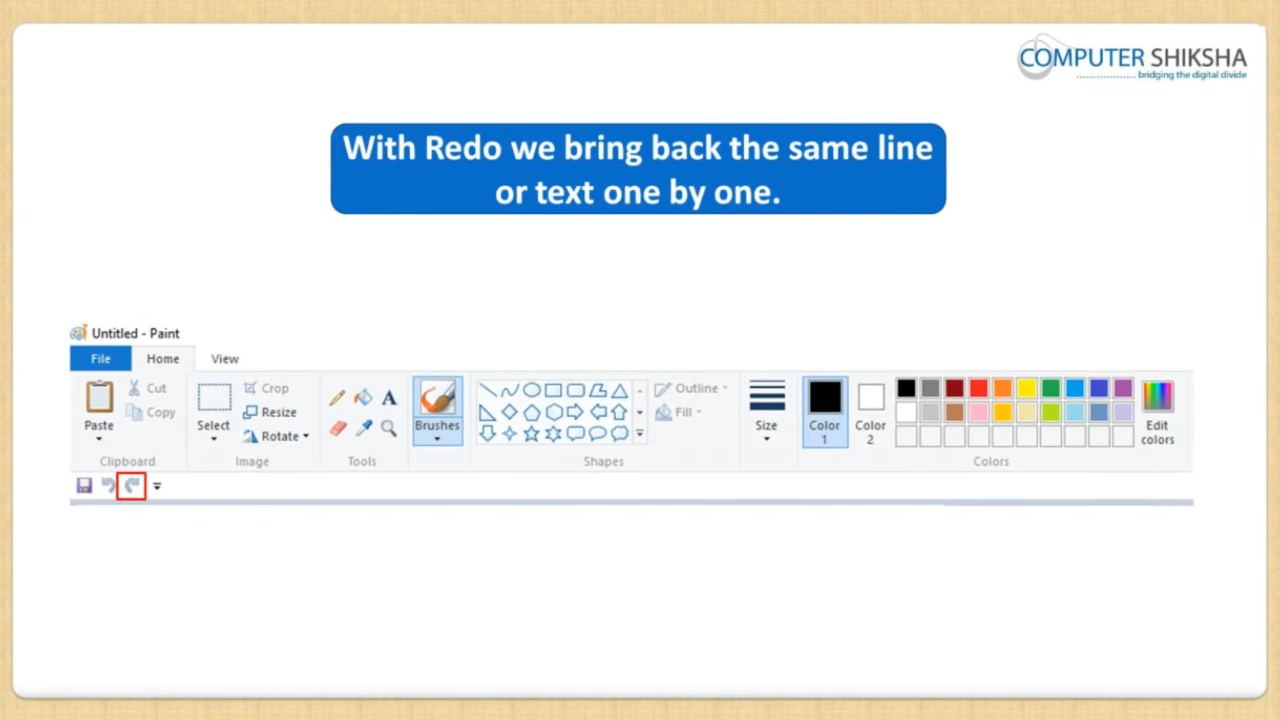 COMPUTER SHIKSHA
bridging the digital divide
With Redo we bring back the same line
or text one by one.
Untitled - Paint
File Home View
Paste
Cut
Copy
Clipboard
Select
Crop
Resize
Rotate
Image
A
Tools
Brushes
Shapes
Outline
Fill
Size
Color
1
Color
2
Edit
colors
Colors